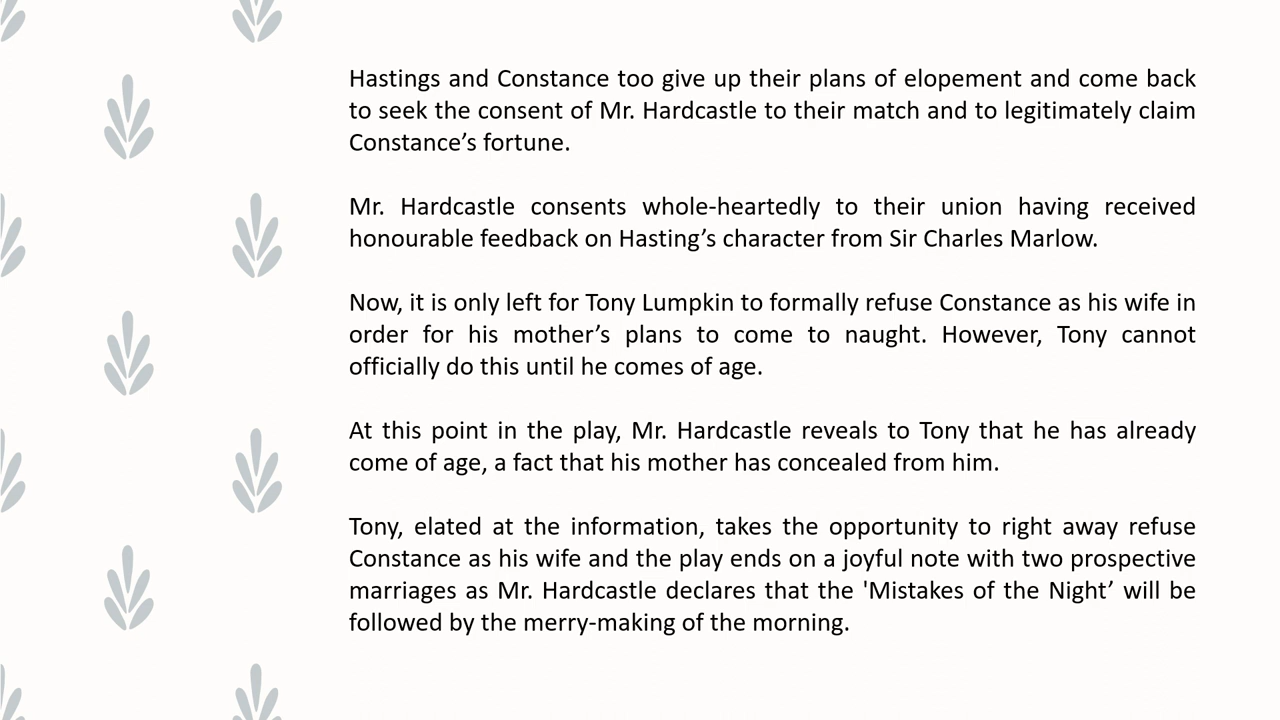 Hastings and Constance too give up their plans of elopement and come back
to seek the consent of Mr. Hardcastle to their match and to legitimately claim
Constance’s fortune.
Mr. Hardcastle consents whole-heartedly to their union having received
honourable feedback on Hasting’s character from Sir Charles Marlow.
Now, it is only left for Tony Lumpkin to formally refuse Constance as his wife in
order for his mother’s plans to come to naught. However, Tony cannot
officially do this until he comes of age.
At this point in the play, Mr. Hardcastle reveals to Tony that he has already
come of age, a fact that his mother has concealed from him.
Tony, elated at the information, takes the opportunity to right away refuse
Constance as his wife and the play ends on a joyful note with two prospective
marriages as Mr. Hardcastle declares that the 'Mistakes of the Night’ will be
followed by the merry-making of the morning.